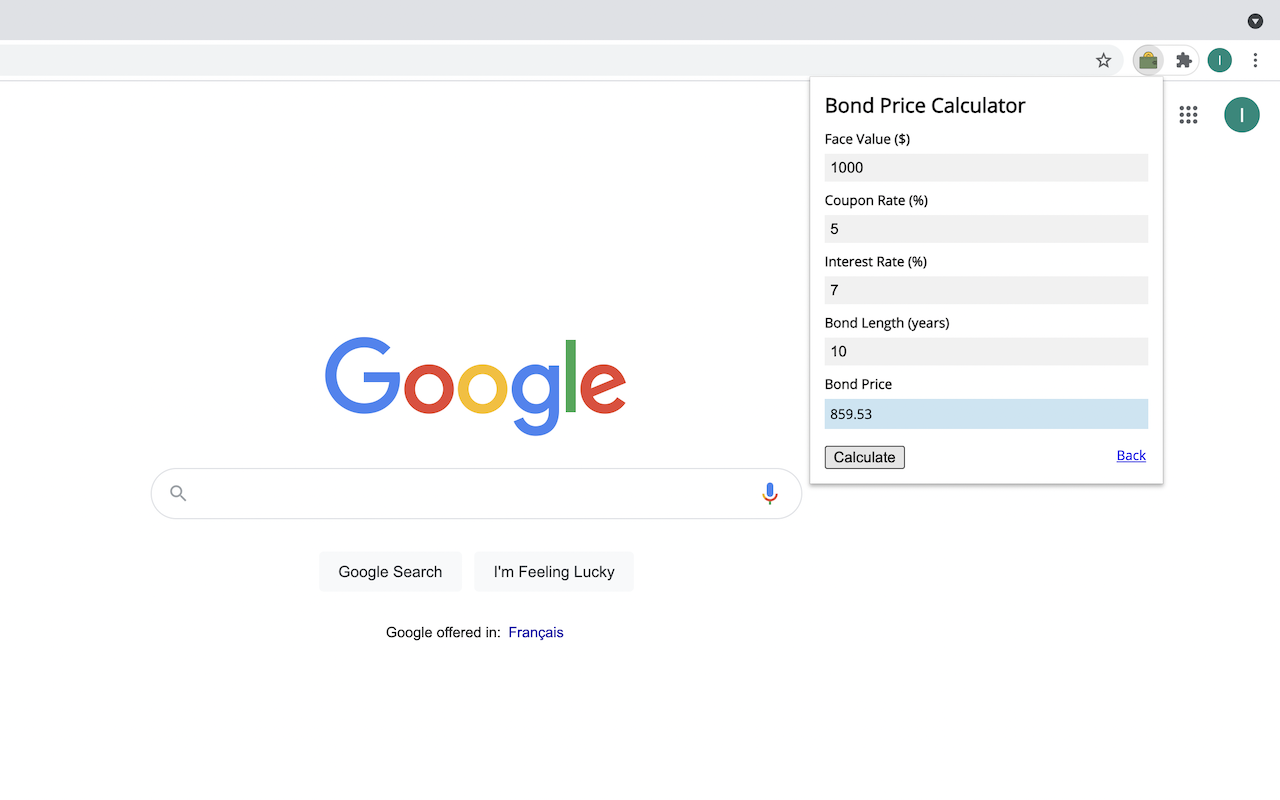 I
Bond Price Calculator
I
Face Value ($)
1000
Coupon Rate (%)
5
Interest Rate (%)
7
Bond Length (years)
10
Bond Price
859.53
Calculate
Back
Google
Google Search
I'm Feeling Lucky
Google offered in: Français